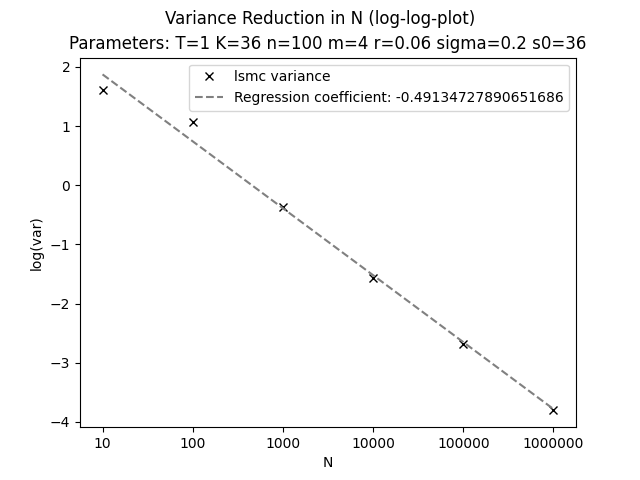 Variance Reduction in N (log-log-plot)
Parameters: T=1 K=36 n=100 m=4 r=0.06 sigma=0.2 s0=36
lsmc variance
Regression coefficient: -0.49134727890651686
log(var)
2
1
0
−1
−2
−3
−4
10 100 1000 10000 100000 1000000
N